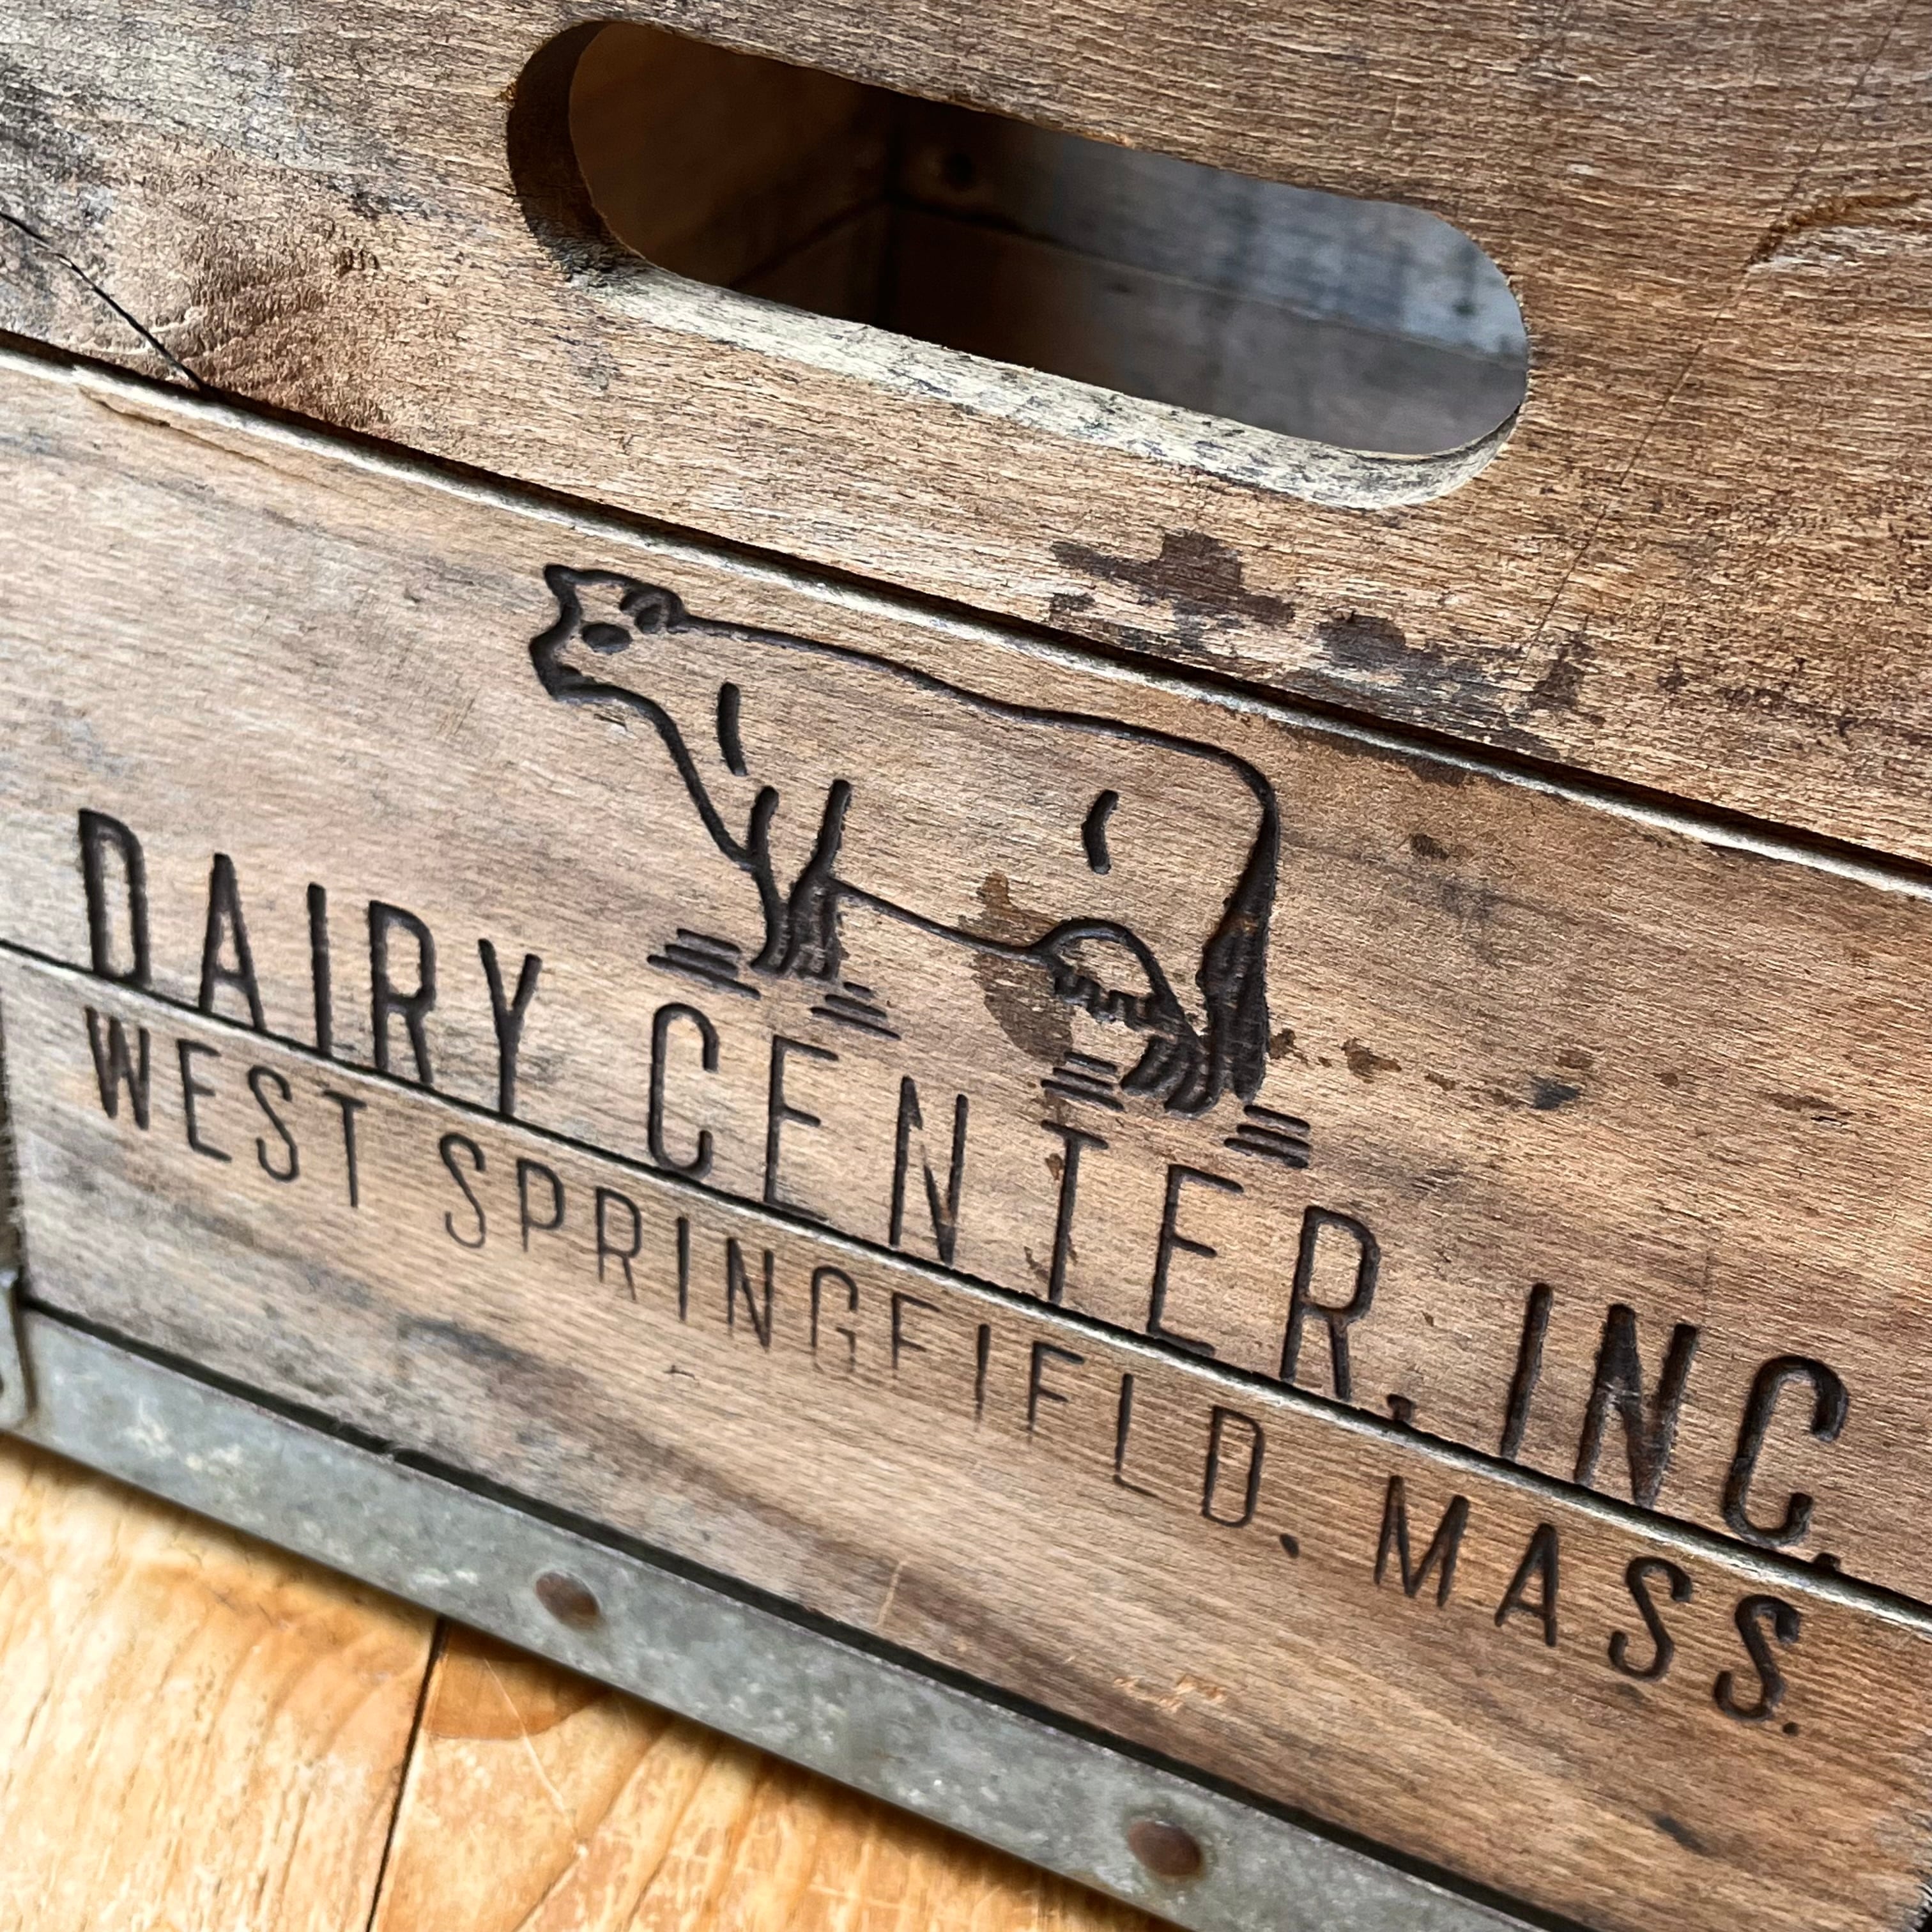 DAIRY CENTER, INC.
WEST SPRINGFIELD. MASS.